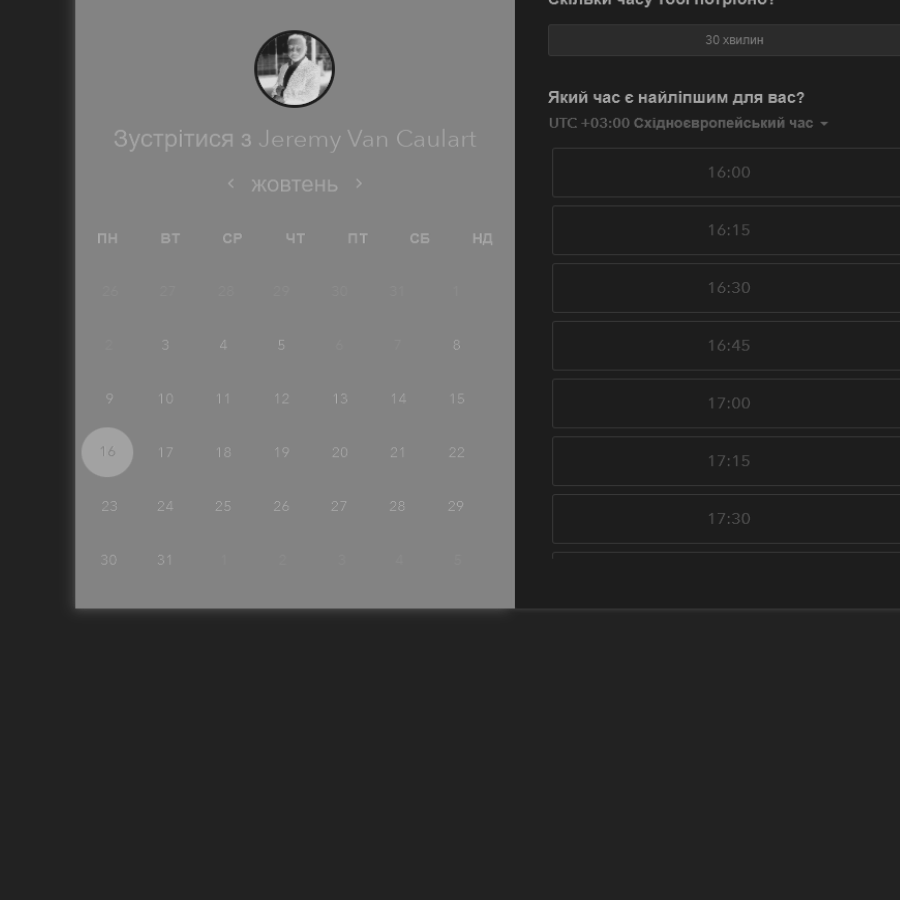 Скільки часу тобі потрібно?
30 хвилин
Який час є найліпшим для вас?
UTC +03:00 Східноєвропейський час
16:00
16:15
16:30
16:45
17:00
17:15
17:30
Зустрітися з Jeremy Van Caulart
жовтень
ПН ВТ СР ЧТ ПТ СБ НД
26 27 28 29 30 31 1
2 3 4 5 6 7 8
9 10 11 12 13 14 15
16 17 18 19 20 21 22
23 24 25 26 27 28 29
30 31 1 2 3 4 5